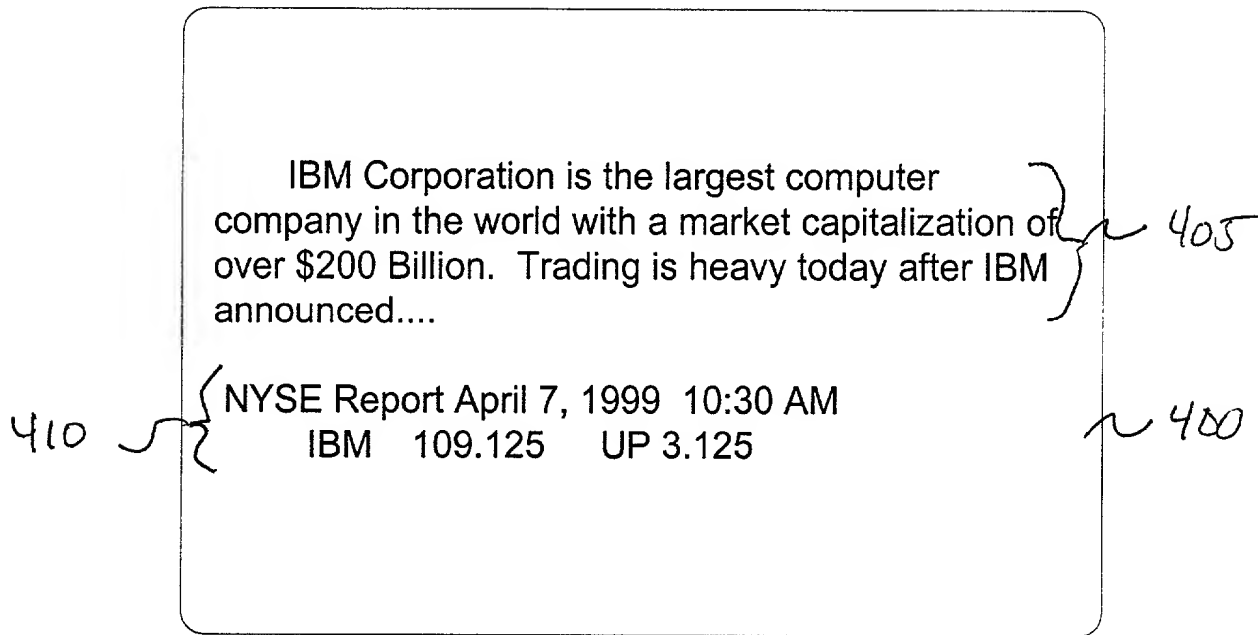 IBM Corporation is the largest computer
company in the world with a market capitalization of
over $200 Billion. Trading is heavy today after IBM
announced....
405
NYSE Report April 7, 1999 10:30 AM
IBM 109.125 UP 3.125
410
400